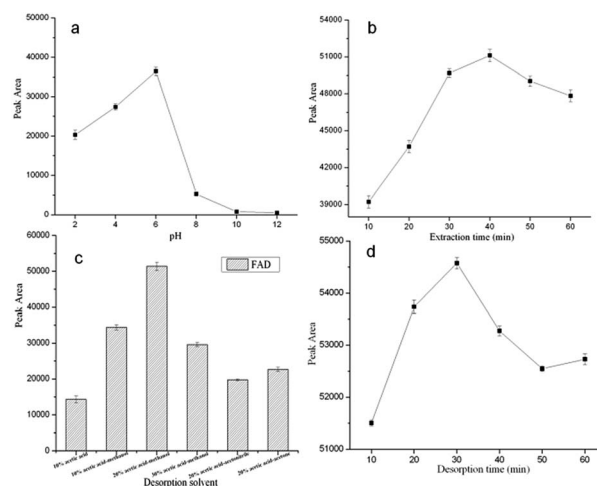 a
50000
40000
30000
20000
10000
0
Peak Area
2 4 6 8 10 12
pH
b
54000
51000
48000
45000
42000
39000
Peak Area
10 20 30 40 50 60
Extraction time (min)
c
FAD
60000
50000
40000
30000
20000
10000
0
Peak Area
10% acetic acid
10% acetic acid-methanol
20% acetic acid-methanol
30% acetic acid-methanol
20% acetic acid-acetonitrile
20% acetic acid-acetone
Desorption solvent
d
55000
54000
53000
52000
51000
Peak Area
10 20 30 40 50 60
Desorption time (min)